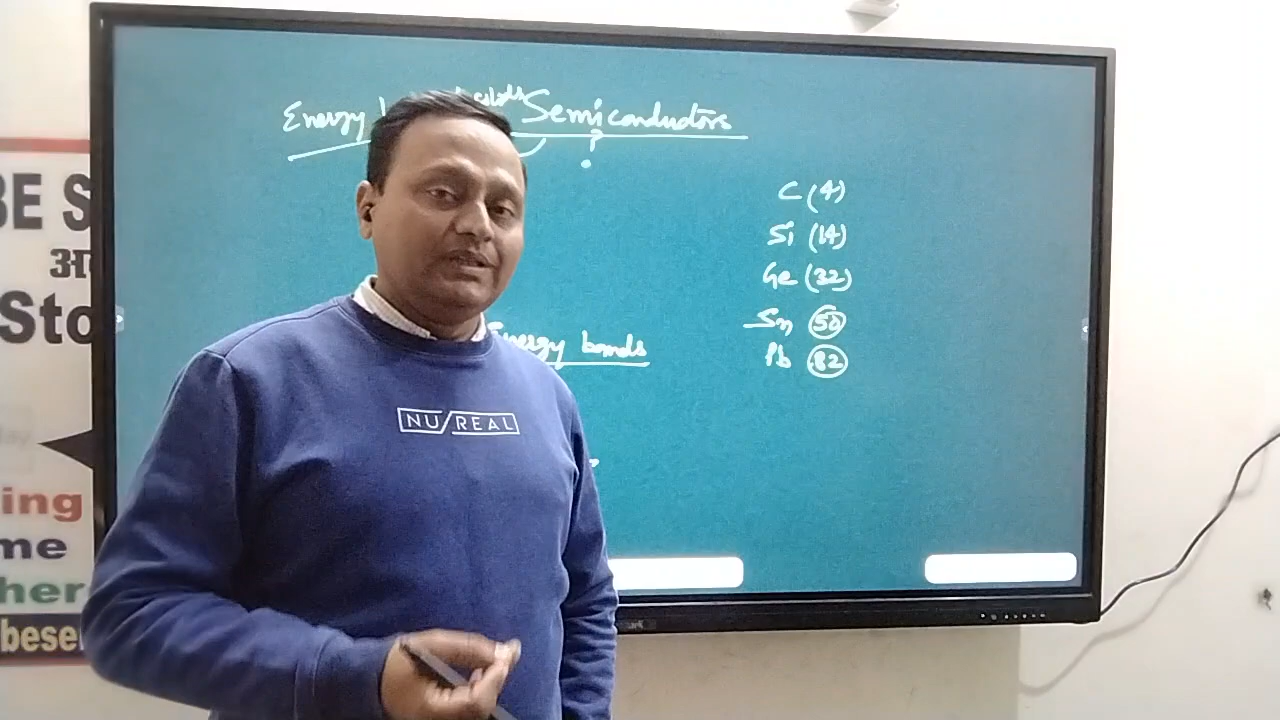 Energy Semiconductors
?
C (4)
Si (14)
Ge (32)
Sn (50)
Pb (82)
Energy bands
NU/REAL
BE S
Sto
ing
me
her
besel